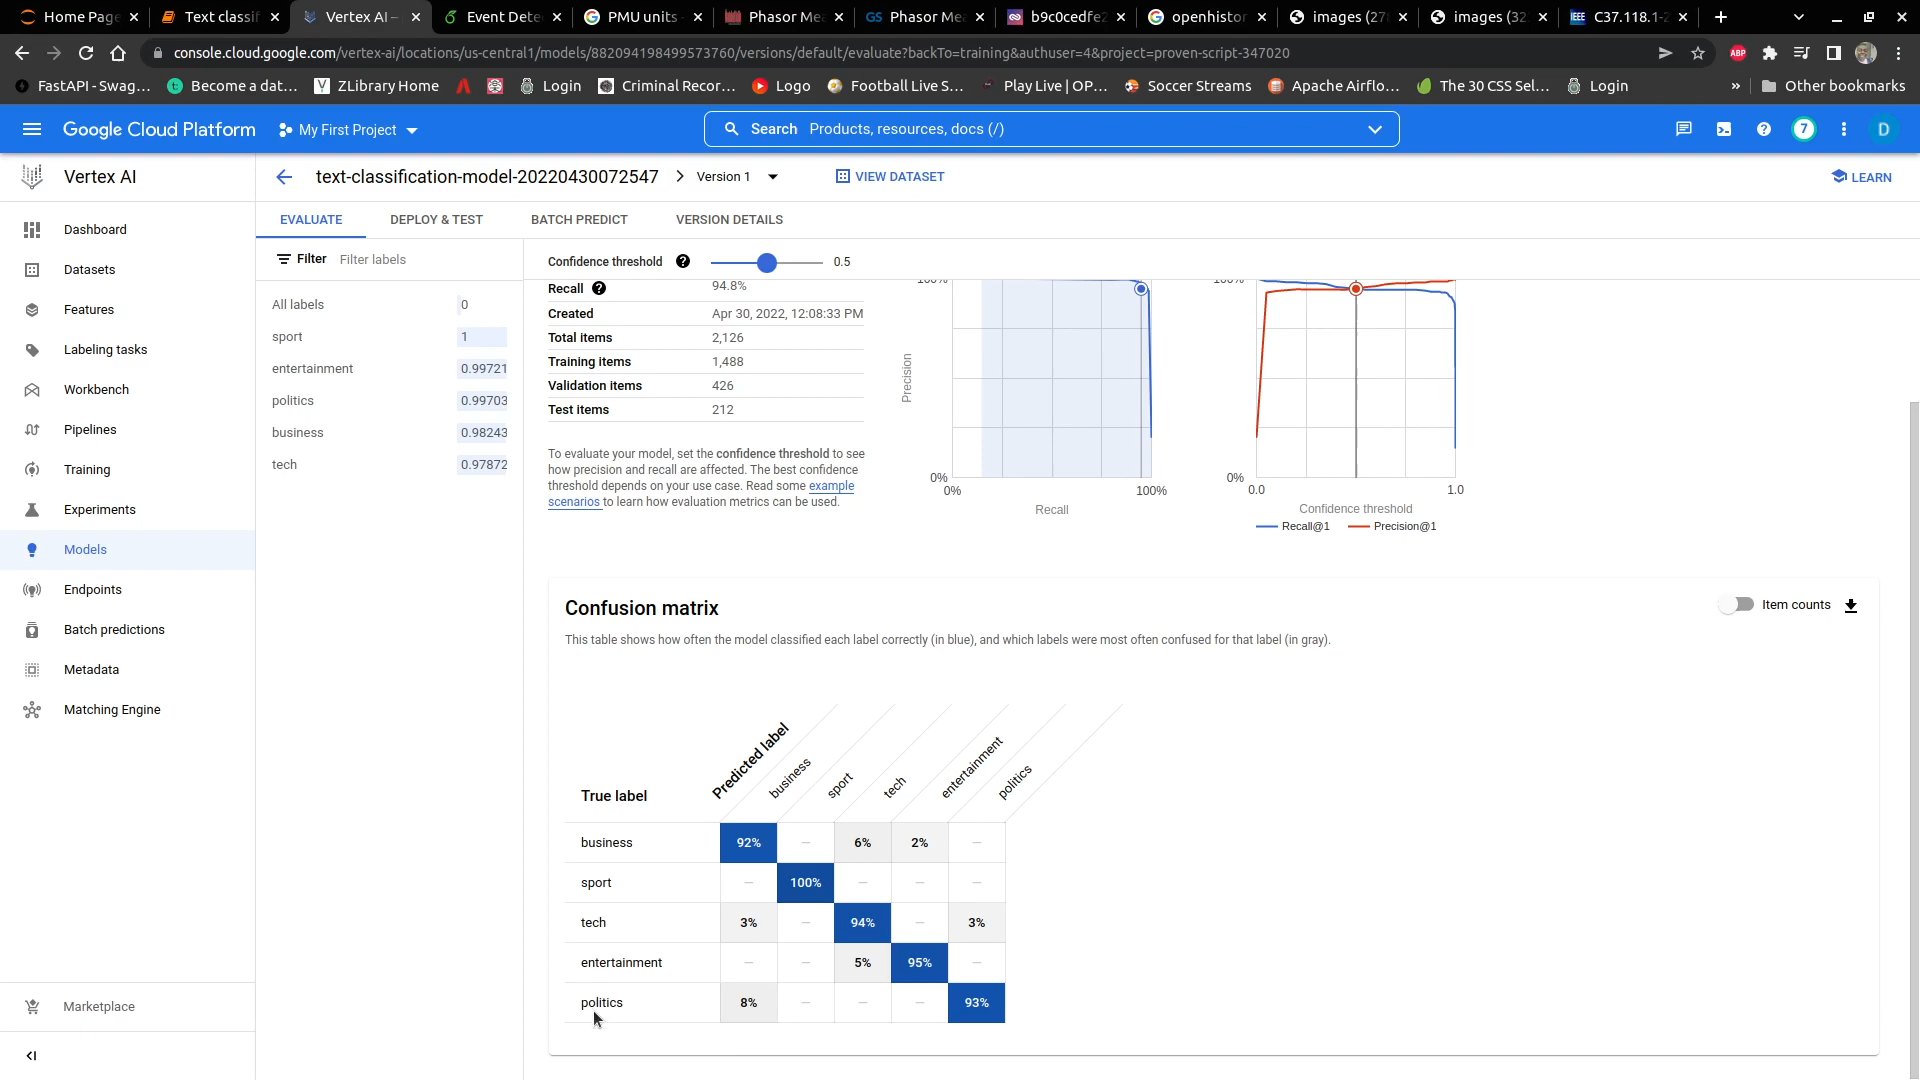 Home Page
Text classif
Vertex AI –
Event Dete
PMU units
Phasor Mea
GS Phasor Mea
b9c0cedfe2
openhistor
images (27
images (32
IEEE C37.118.1-2
console.cloud.google.com/vertex-ai/locations/us-central1/models/882094198499573760/versions/default/evaluate?backTo=training&authuser=4&project=proven-script-347020
ABP
FastAPI - Swag...
Become a dat...
ZLibrary Home
Login
Criminal Recor...
Logo
Football Live S...
Play Live | OP...
Soccer Streams
Apache Airflo...
The 30 CSS Sel...
Login
»
Other bookmarks
Google Cloud Platform
My First Project
Search Products, resources, docs (/)
7
D
Vertex AI
text-classification-model-20220430072547
Version 1
VIEW DATASET
LEARN
EVALUATE
DEPLOY & TEST
BATCH PREDICT
VERSION DETAILS
Dashboard
Datasets
Features
Labeling tasks
Workbench
Pipelines
Training
Experiments
Models
Endpoints
Batch predictions
Metadata
Matching Engine
Marketplace
Filter Filter labels
All labels 0
sport 1
entertainment 0.99721
politics 0.99703
business 0.98243
tech 0.97872
Confidence threshold 0.5
Recall 94.8%
Created Apr 30, 2022, 12:08:33 PM
Total items 2,126
Training items 1,488
Validation items 426
Test items 212
To evaluate your model, set the confidence threshold to see
how precision and recall are affected. The best confidence
threshold depends on your use case. Read some example
scenarios to learn how evaluation metrics can be used.
100%
Precision
0%
0%
100%
Recall
100%
0%
0.0
1.0
Confidence threshold
Recall@1
Precision@1
Confusion matrix
Item counts
This table shows how often the model classified each label correctly (in blue), and which labels were most often confused for that label (in gray).
True label
Predicted label
business
sport
tech
entertainment
politics
business 92% — 6% 2% —
sport — 100% — — —
tech 3% — 94% — 3%
entertainment — — 5% 95% —
politics 8% — — — 93%